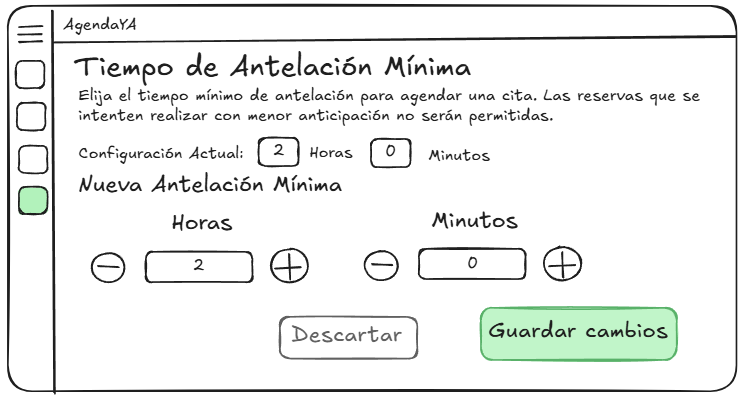 AgendaYA
Tiempo de Antelación Mínima
Elija el tiempo mínimo de antelación para agendar una cita. Las reservas que se
intenten realizar con menor anticipación no serán permitidas.
Configuración Actual: 2 Horas 0 Minutos
Nueva Antelación Mínima
Horas Minutos
2 0
Descartar Guardar cambios